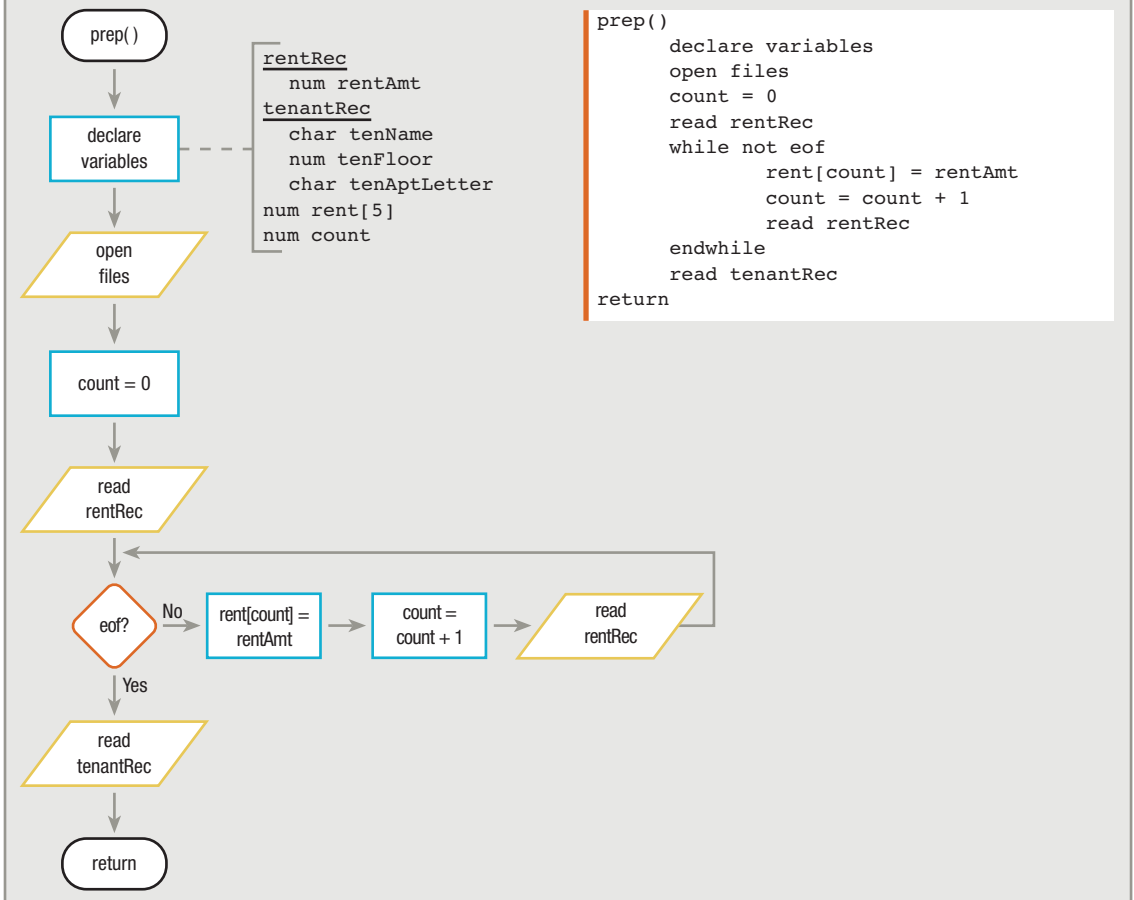 prep( )
declare
variables
rentRec
num rentAmt
tenantRec
char tenName
num tenFloor
char tenAptLetter
num rent[5]
num count
open
files
count = 0
read
rentRec
eof?
No
rent[count] =
rentAmt
count =
count + 1
read
rentRec
Yes
read
tenantRec
return
prep()
declare variables
open files
count = 0
read rentRec
while not eof
rent[count] = rentAmt
count = count + 1
read rentRec
endwhile
read tenantRec
return